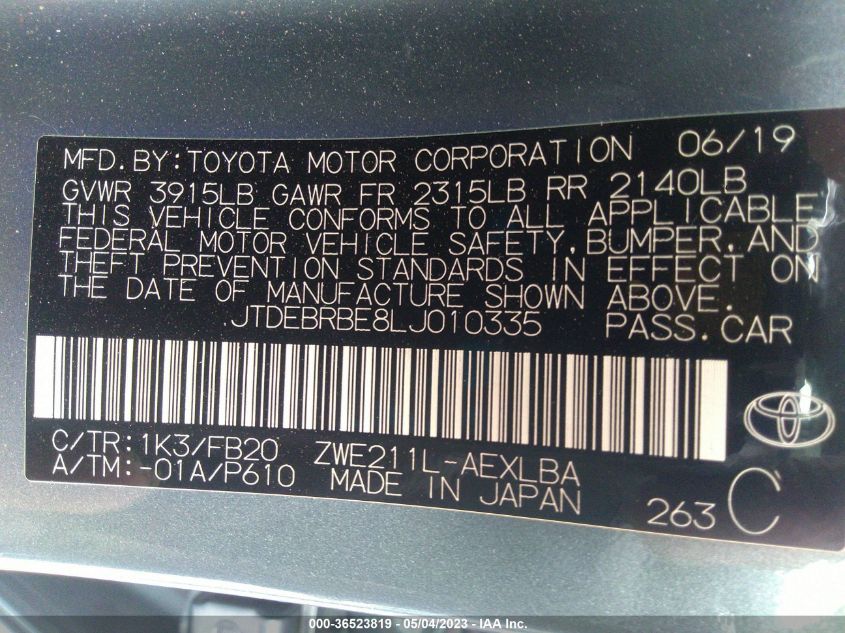 MFD.BY:TOYOTA MOTOR CORPORATION 06/19
GVWR 3915LB GAWR FR 2315LB RR 2140LB
THIS VEHICLE CONFORMS TO ALL APPLICABLE
FEDERAL MOTOR VEHICLE SAFETY,BUMPER,AND
THEFT PREVENTION STANDARDS IN EFFECT ON
THE DATE OF MANUFACTURE SHOWN ABOVE.
JTDEBRBE8LJ010335 PASS.CAR
C/TR:1K3/FB20 ZWE211L-AEXLBA
A/TM:-01A/P610 MADE IN JAPAN 263 C
000-36523819 - 05/04/2023 - IAA Inc.